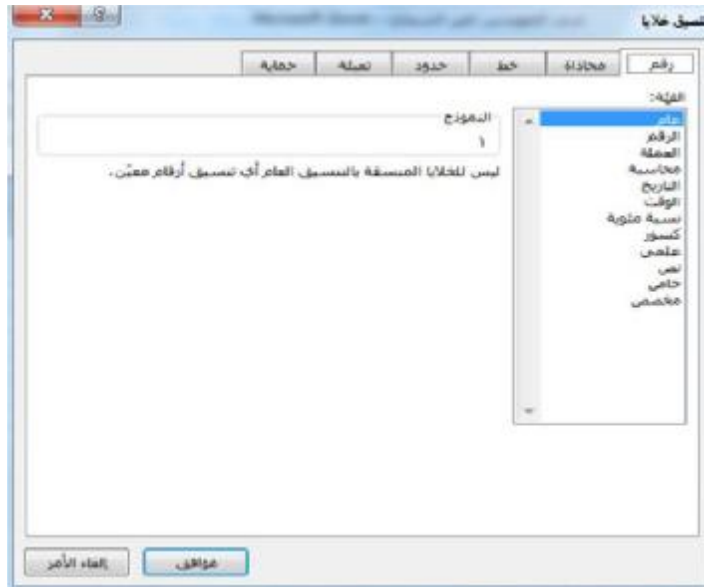 تنسيق خلايا
رقم
محاذاة
خط
حدود
تعبئة
حماية
الفئة:
عام
الرقم
العملة
محاسبة
التاريخ
الوقت
نسبة مئوية
كسور
علمي
نص
خاص
مخصص
النموذج
١
ليس للخلايا المنسقة بالتنسيق العام أي تنسيق أرقام معيّن.
موافق
إلغاء الأمر